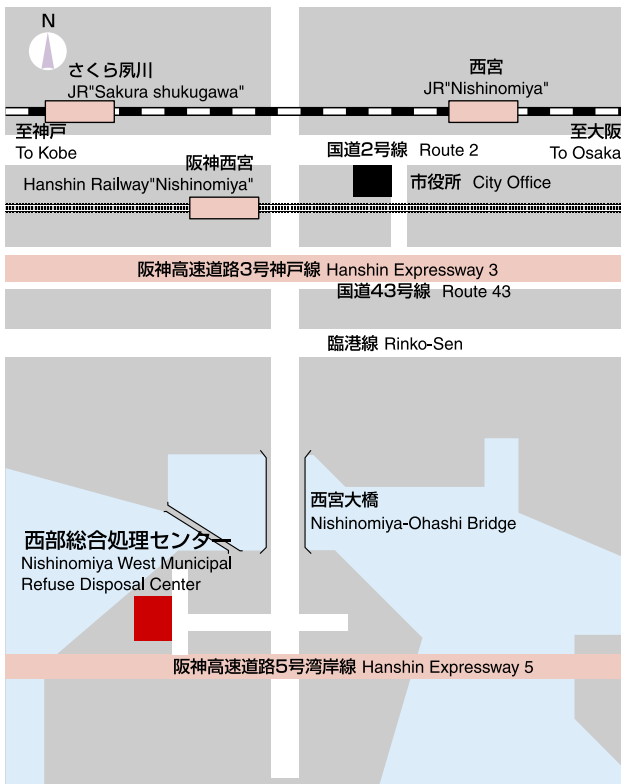 N
さくら夙川
JR"Sakura shukugawa"
西宮
JR"Nishinomiya"
至神戸
To Kobe
至大阪
To Osaka
国道2号線 Route 2
阪神西宮
Hanshin Railway"Nishinomiya"
市役所 City Office
阪神高速道路3号神戸線 Hanshin Expressway 3
国道43号線 Route 43
臨港線 Rinko-Sen
西宮大橋
Nishinomiya-Ohashi Bridge
西部総合処理センター
Nishinomiya West Municipal
Refuse Disposal Center
阪神高速道路5号湾岸線 Hanshin Expressway 5